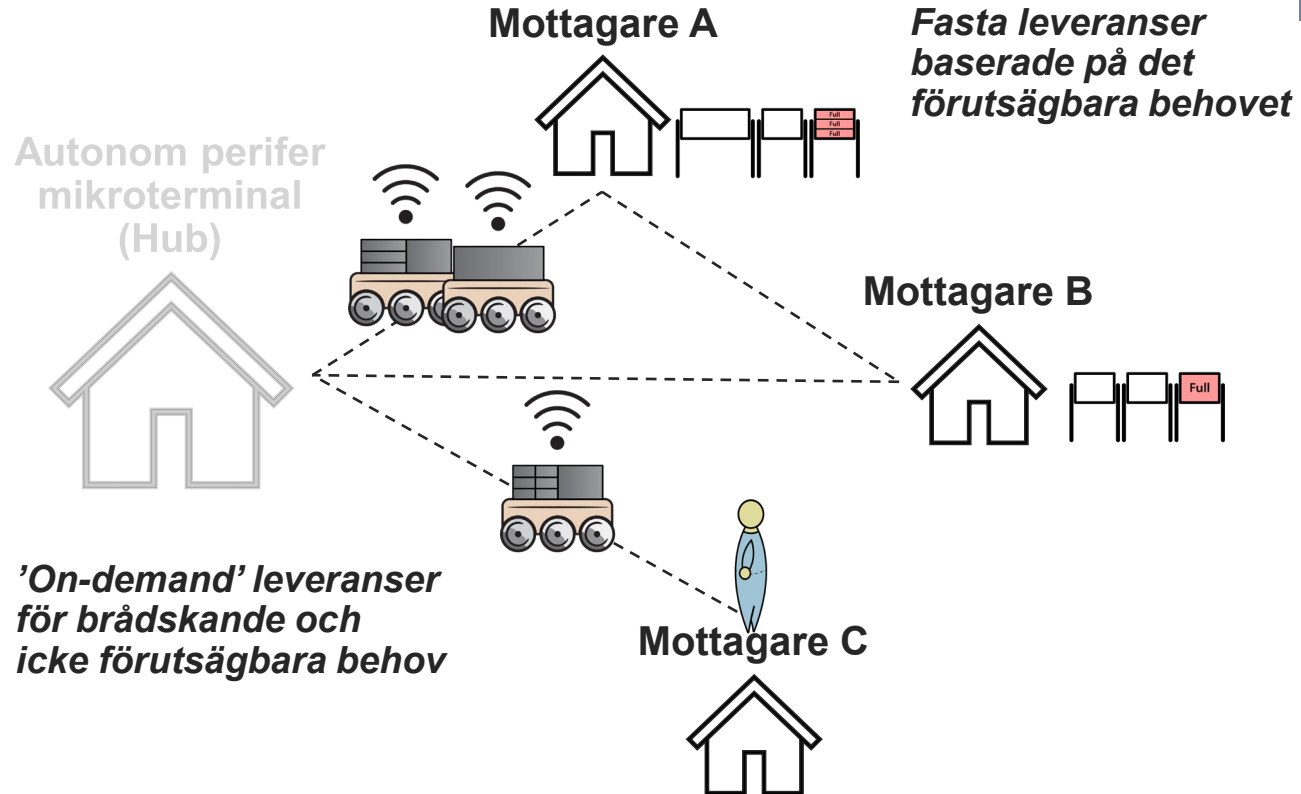 Mottagare A
Fasta leveranser
baserade på det
förutsägbara behovet
Full
Full
Full
Autonom perifer
mikroterminal
(Hub)
Mottagare B
Full
’On-demand’ leveranser
för brådskande och
icke förutsägbara behov
Mottagare C